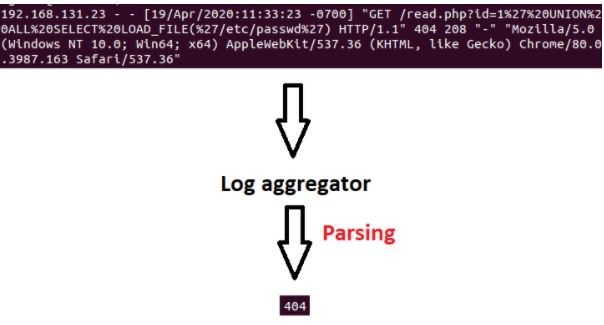 192.168.131.23 - - [19/Apr/2020:11:33:23 -0700] "GET /read.php?id=1%27%20UNION%2
0ALL%20SELECT%20LOAD_FILE(%27/etc/passwd%27) HTTP/1.1" 404 208 "-" "Mozilla/5.0
(Windows NT 10.0; Win64; x64) AppleWebKit/537.36 (KHTML, like Gecko) Chrome/80.0
.3987.163 Safari/537.36"
Log aggregator
Parsing
404